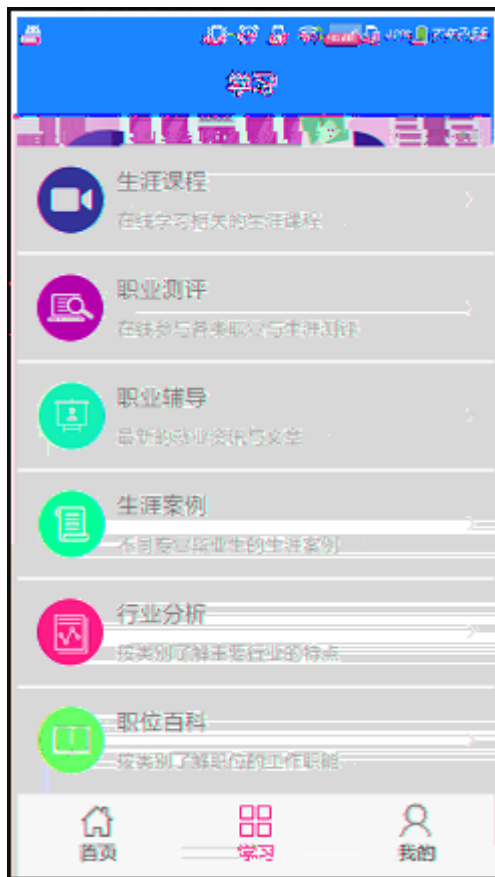 学习
生涯课程
在线学习相关的生涯课程
职业测评
在线参与各类职业与生涯测评
职业辅导
最新的就业资讯与文章
生涯案例
不同专业毕业生的生涯案例
行业分析
按类别了解主要行业的特点
职位百科
按类别了解职位的工作职能
首页
学习
我的